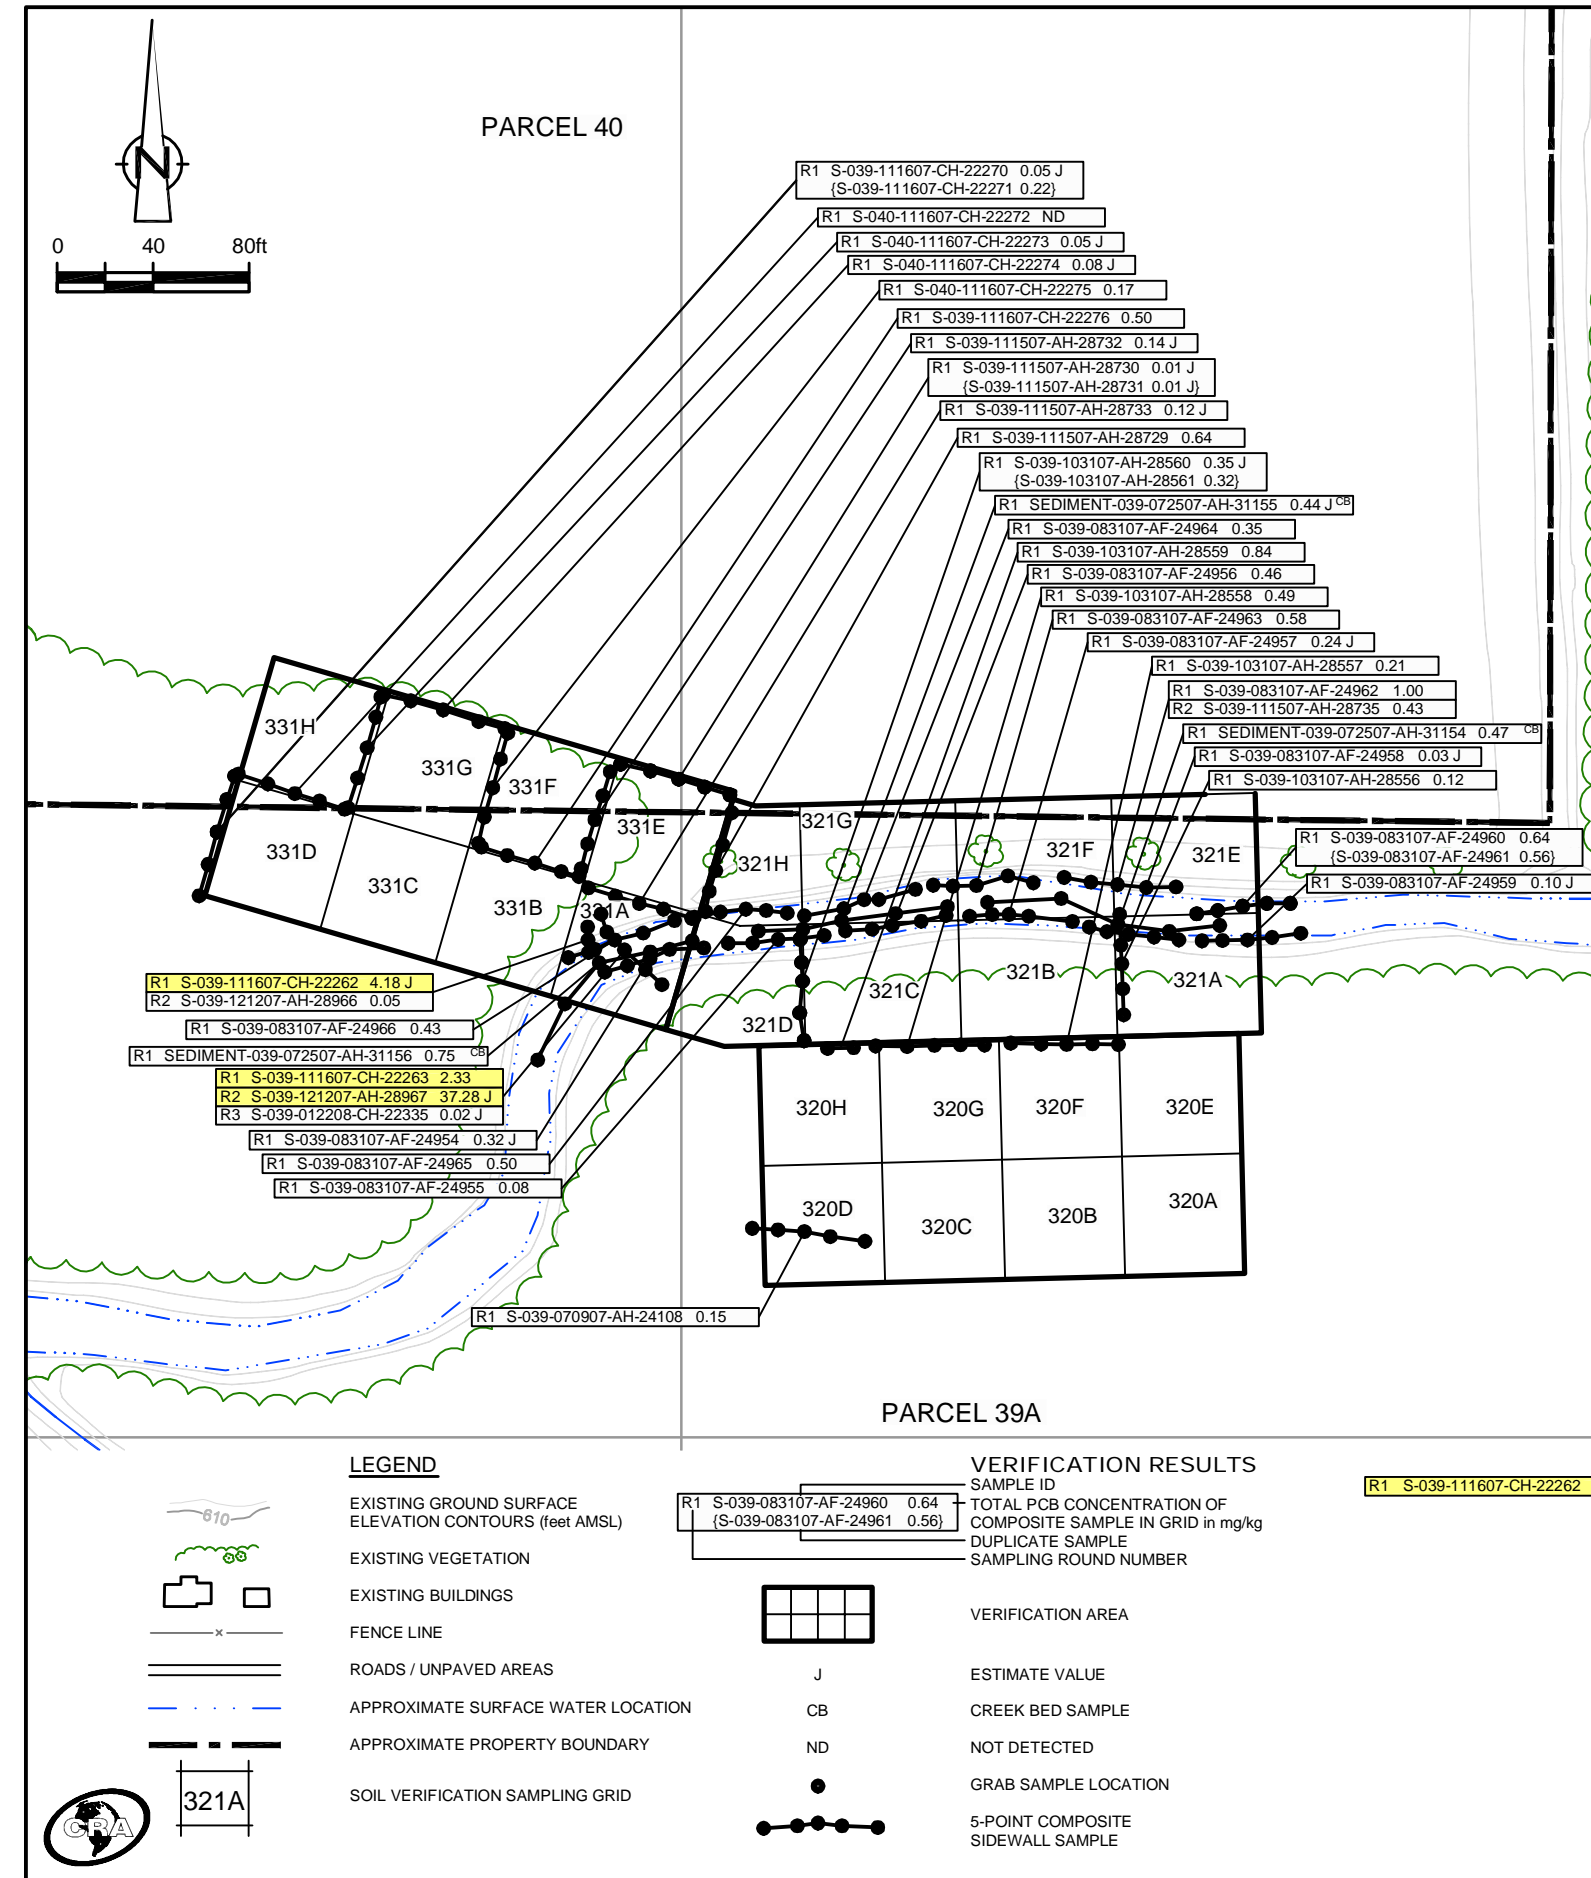 PARCEL 40
N
0 40 80ft
R1 S-039-111607-CH-22270 0.05 J
{S-039-111607-CH-22271 0.22}
R1 S-040-111607-CH-22272 ND
R1 S-040-111607-CH-22273 0.05 J
R1 S-040-111607-CH-22274 0.08 J
R1 S-040-111607-CH-22275 0.17
R1 S-039-111607-CH-22276 0.50
R1 S-039-111507-AH-28732 0.14 J
R1 S-039-111507-AH-28730 0.01 J
{S-039-111507-AH-28731 0.01 J}
R1 S-039-111507-AH-28733 0.12 J
R1 S-039-111507-AH-28729 0.64
R1 S-039-103107-AH-28560 0.35 J
{S-039-103107-AH-28561 0.32}
R1 SEDIMENT-039-072507-AH-31155 0.44 J CB
R1 S-039-083107-AF-24964 0.35
R1 S-039-103107-AH-28559 0.84
R1 S-039-083107-AF-24956 0.46
R1 S-039-103107-AH-28558 0.49
R1 S-039-083107-AF-24963 0.58
R1 S-039-083107-AF-24957 0.24 J
R1 S-039-103107-AH-28557 0.21
R1 S-039-083107-AF-24962 1.00
R2 S-039-111507-AH-28735 0.43
R1 SEDIMENT-039-072507-AH-31154 0.47 CB
R1 S-039-083107-AF-24958 0.03 J
R1 S-039-103107-AH-28556 0.12
R1 S-039-083107-AF-24960 0.64
{S-039-083107-AF-24961 0.56}
R1 S-039-083107-AF-24959 0.10 J
331H
331G
331F
331E
331D
331C
331B
331A
321H
321G
321F
321E
321D
321C
321B
321A
R1 S-039-111607-CH-22262 4.18 J
R2 S-039-121207-AH-28966 0.05
R1 S-039-083107-AF-24966 0.43
R1 SEDIMENT-039-072507-AH-31156 0.75 CB
R1 S-039-111607-CH-22263 2.33
R2 S-039-121207-AH-28967 37.28 J
R3 S-039-012208-CH-22335 0.02 J
R1 S-039-083107-AF-24954 0.32 J
R1 S-039-083107-AF-24965 0.50
R1 S-039-083107-AF-24955 0.08
320H
320G
320F
320E
320D
320C
320B
320A
R1 S-039-070907-AH-24108 0.15
PARCEL 39A
LEGEND
610
EXISTING GROUND SURFACE
ELEVATION CONTOURS (feet AMSL)
EXISTING VEGETATION
EXISTING BUILDINGS
x
FENCE LINE
ROADS / UNPAVED AREAS
APPROXIMATE SURFACE WATER LOCATION
APPROXIMATE PROPERTY BOUNDARY
321A
SOIL VERIFICATION SAMPLING GRID
CRA
VERIFICATION RESULTS
R1 S-039-083107-AF-24960 0.64
{S-039-083107-AF-24961 0.56}
SAMPLE ID
TOTAL PCB CONCENTRATION OF
COMPOSITE SAMPLE IN GRID in mg/kg
DUPLICATE SAMPLE
SAMPLING ROUND NUMBER
R1 S-039-111607-CH-22262
VERIFICATION AREA
J ESTIMATE VALUE
CB CREEK BED SAMPLE
ND NOT DETECTED
GRAB SAMPLE LOCATION
5-POINT COMPOSITE
SIDEWALL SAMPLE